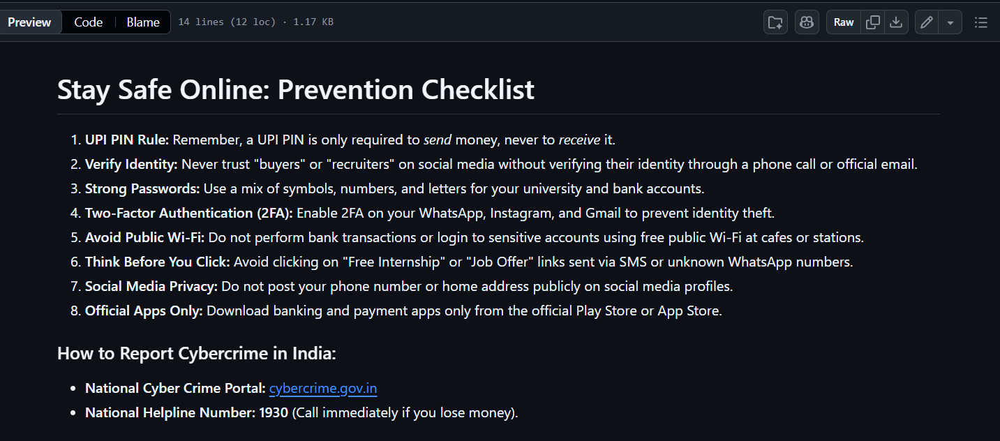 Preview Code Blame 14 lines (12 loc) · 1.17 KB Raw
Stay Safe Online: Prevention Checklist
1. UPI PIN Rule: Remember, a UPI PIN is only required to send money, never to receive it.
2. Verify Identity: Never trust "buyers" or "recruiters" on social media without verifying their identity through a phone call or official email.
3. Strong Passwords: Use a mix of symbols, numbers, and letters for your university and bank accounts.
4. Two-Factor Authentication (2FA): Enable 2FA on your WhatsApp, Instagram, and Gmail to prevent identity theft.
5. Avoid Public Wi-Fi: Do not perform bank transactions or login to sensitive accounts using free public Wi-Fi at cafes or stations.
6. Think Before You Click: Avoid clicking on "Free Internship" or "Job Offer" links sent via SMS or unknown WhatsApp numbers.
7. Social Media Privacy: Do not post your phone number or home address publicly on social media profiles.
8. Official Apps Only: Download banking and payment apps only from the official Play Store or App Store.
How to Report Cybercrime in India:
• National Cyber Crime Portal: cybercrime.gov.in
• National Helpline Number: 1930 (Call immediately if you lose money).